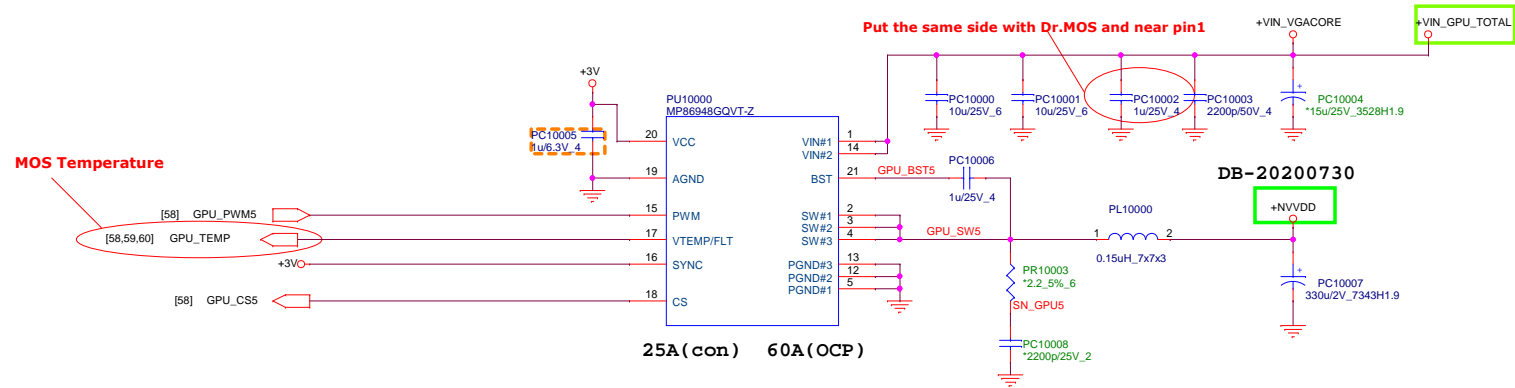 Put the same side with Dr.MOS and near pin1
+VIN_VGACORE
+VIN_GPU_TOTAL
+3V
PU10000
MP86948GQVT-Z
PC10000
10u/25V_6
PC10001
10u/25V_6
PC10002
1u/25V_4
PC10003
2200p/50V_4
PC10004
*15u/25V_3528H1.9
PC10005
1u/6.3V_4
20
VCC
VIN#1
1
VIN#2
14
MOS Temperature
19
AGND
BST
21
GPU_BST5
PC10006
1u/25V_4
DB-20200730
+NVVDD
[58]
GPU_PWM5
15
PWM
SW#1
2
SW#2
3
SW#3
4
GPU_SW5
PL10000
1
2
0.15uH_7x7x3
[58,59,60]
GPU_TEMP
17
VTEMP/FLT
+3V
16
SYNC
PGND#3
13
PGND#2
12
PGND#1
5
PR10003
*2.2_5%_6
SN_GPU5
PC10007
330u/2V_7343H1.9
[58]
GPU_CS5
18
CS
25A(con)
60A(OCP)
PC10008
*2200p/25V_2
+
+